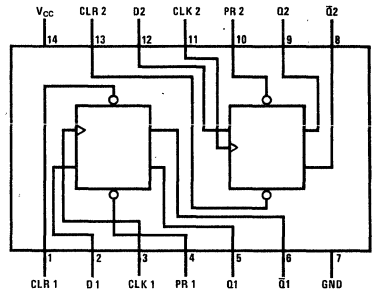 V_CC CLR 2 D2 CLK 2 PR 2 Q2 Q̅2
14 13 12 11 10 9 8
1 2 3 4 5 6 7
CLR 1 D 1 CLK 1 PR 1 Q1 Q̅1 GND